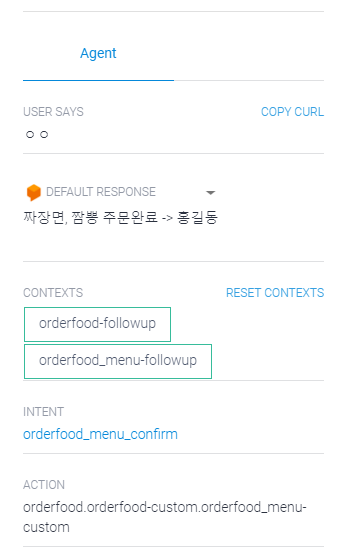 Agent
USER SAYS COPY CURL
ㅇㅇ
DEFAULT RESPONSE
짜장면, 짬뽕 주문완료 -> 홍길동
CONTEXTS RESET CONTEXTS
orderfood-followup
orderfood_menu-followup
INTENT
orderfood_menu_confirm
ACTION
orderfood.orderfood-custom.orderfood_menu-
custom